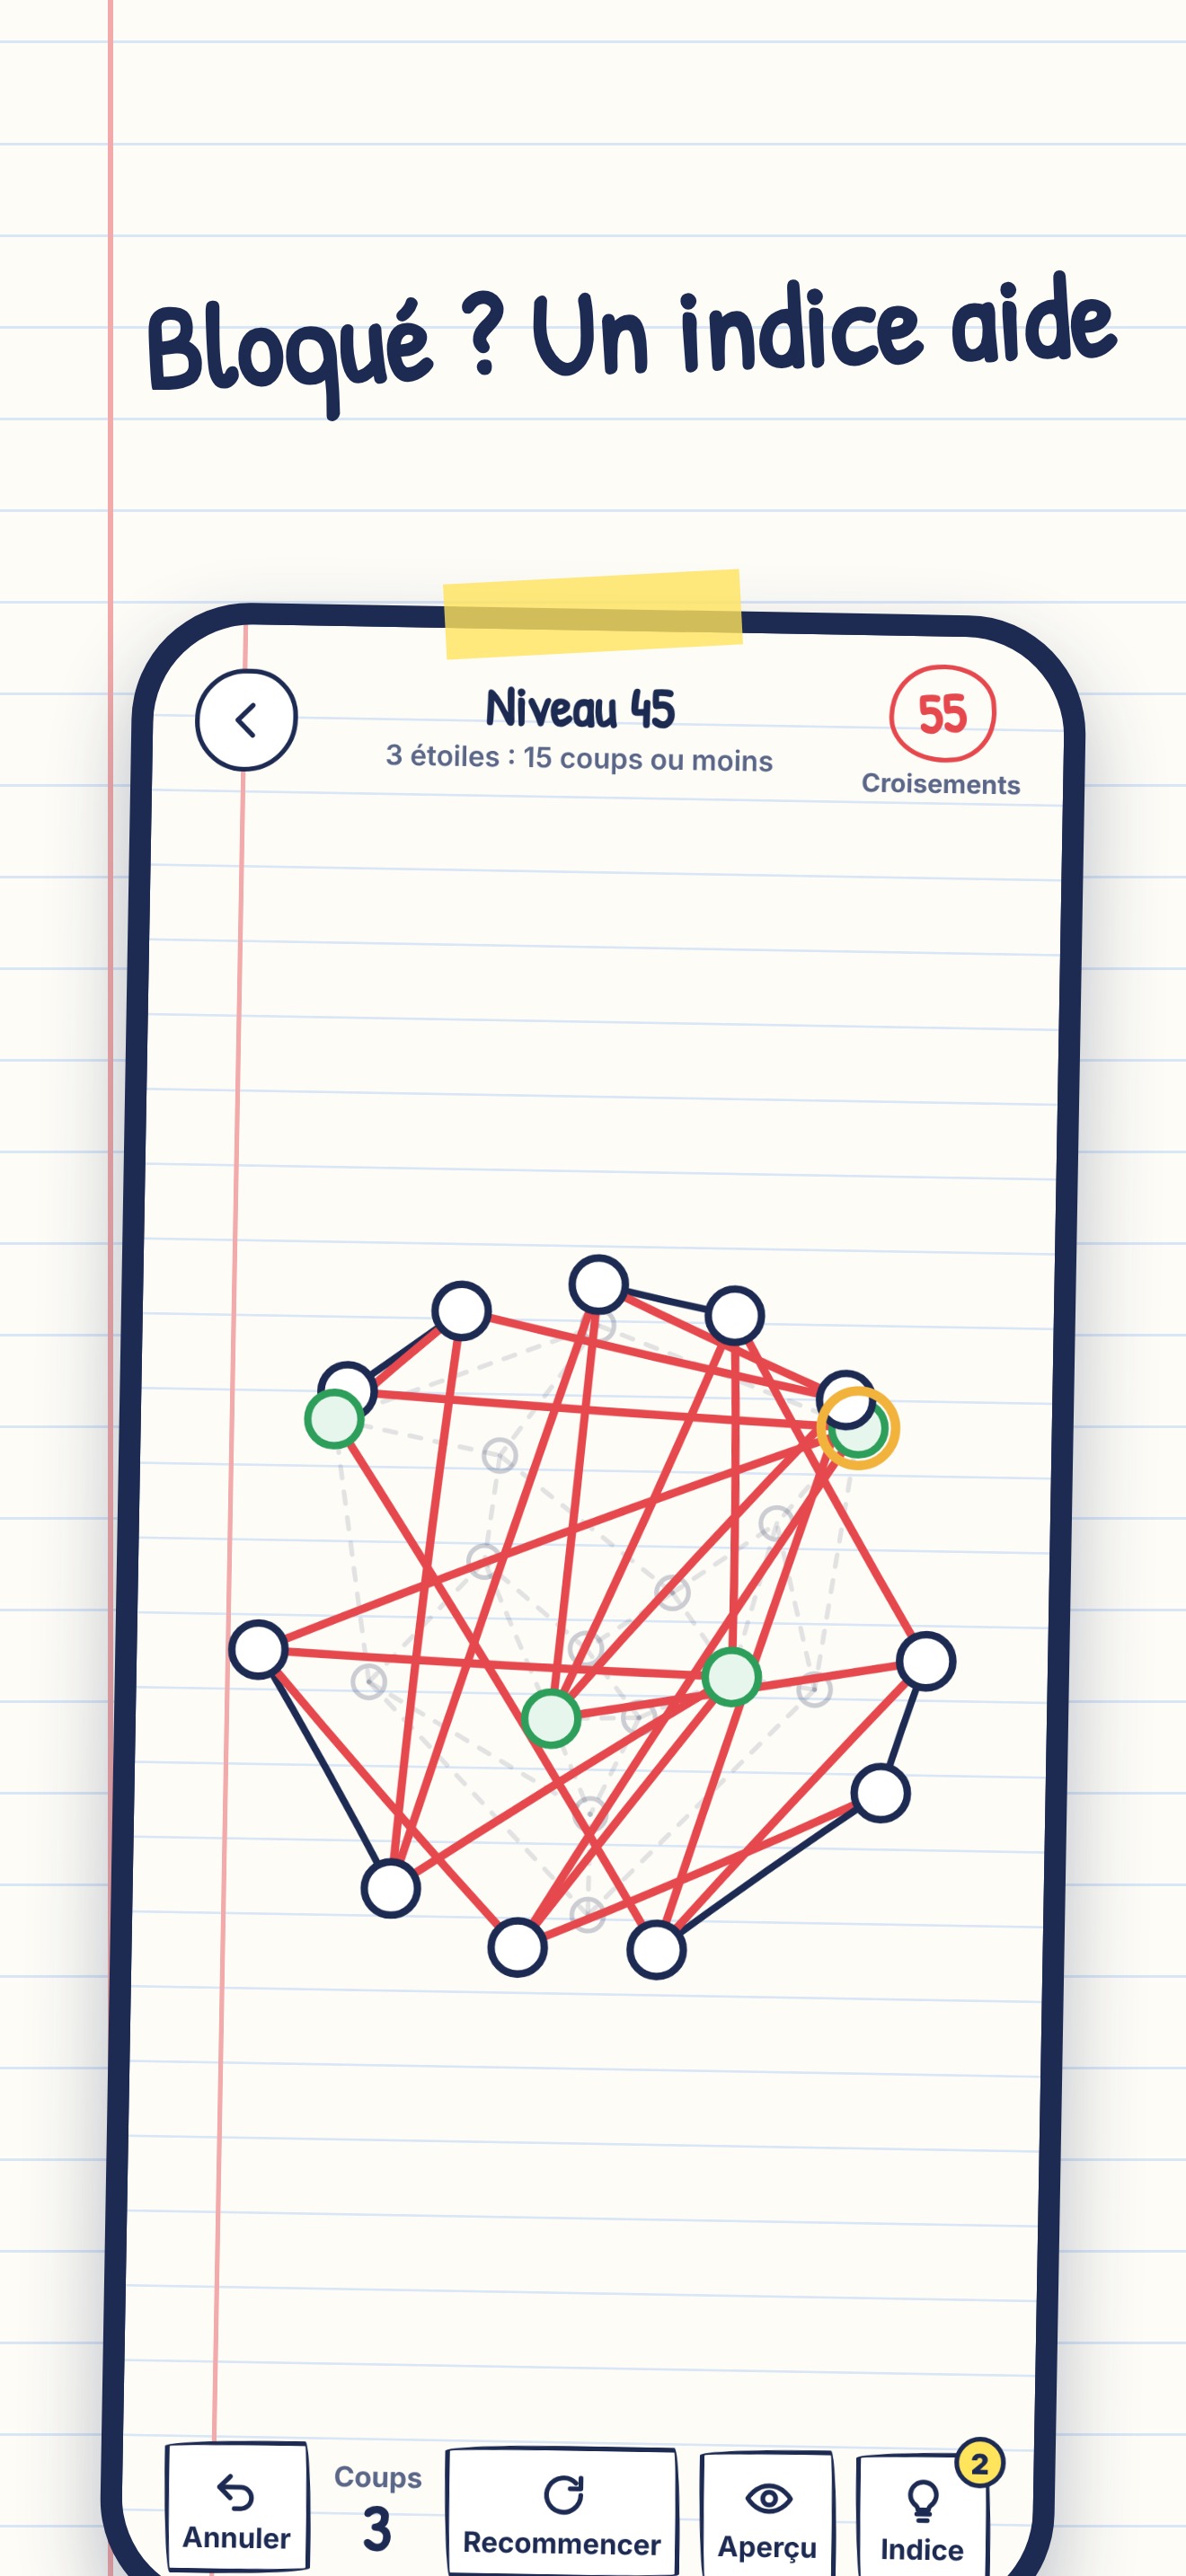 Bloqué ? Un indice aide
Niveau 45
3 étoiles : 15 coups ou moins
55
Croisements
Annuler
Coups
3
Recommencer
Aperçu
2
Indice